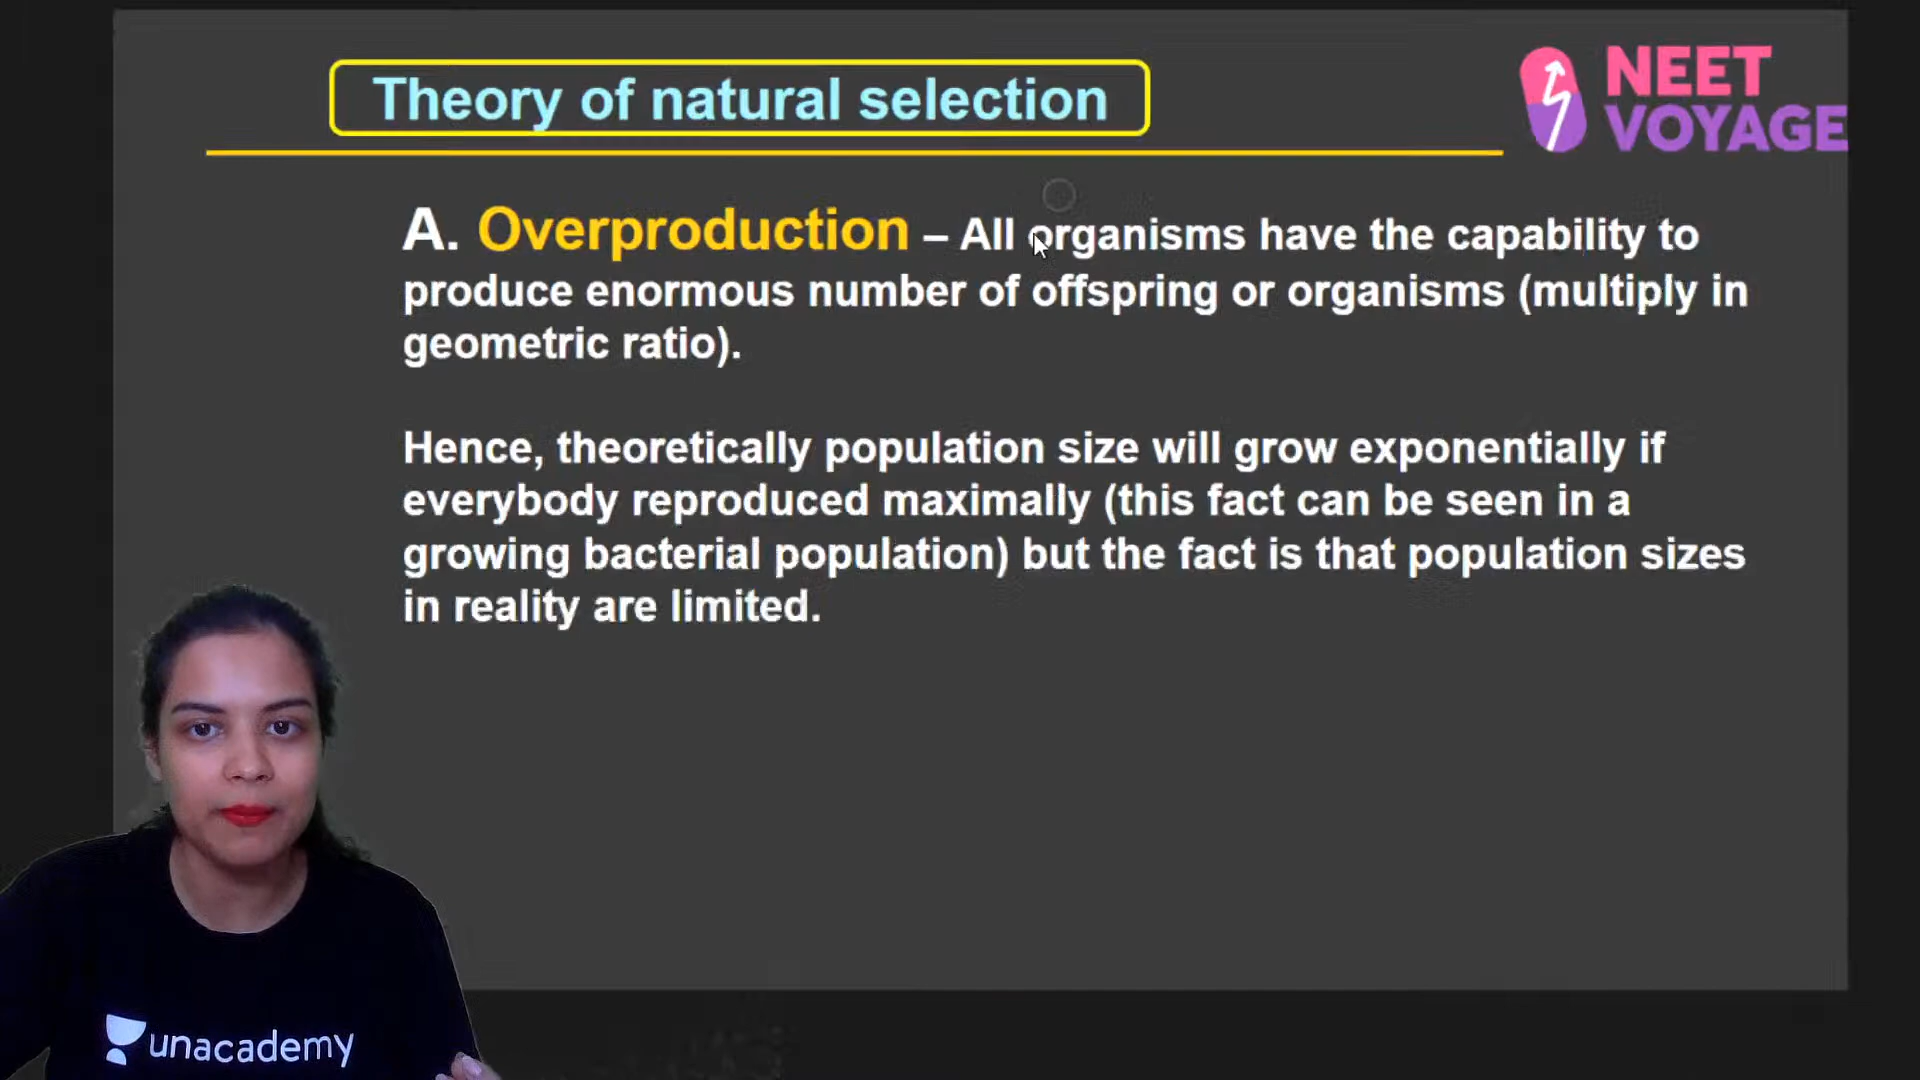 Theory of natural selection
NEET
VOYAGE
A. Overproduction – All organisms have the capability to
produce enormous number of offspring or organisms (multiply in
geometric ratio).
Hence, theoretically population size will grow exponentially if
everybody reproduced maximally (this fact can be seen in a
growing bacterial population) but the fact is that population sizes
in reality are limited.
unacademy